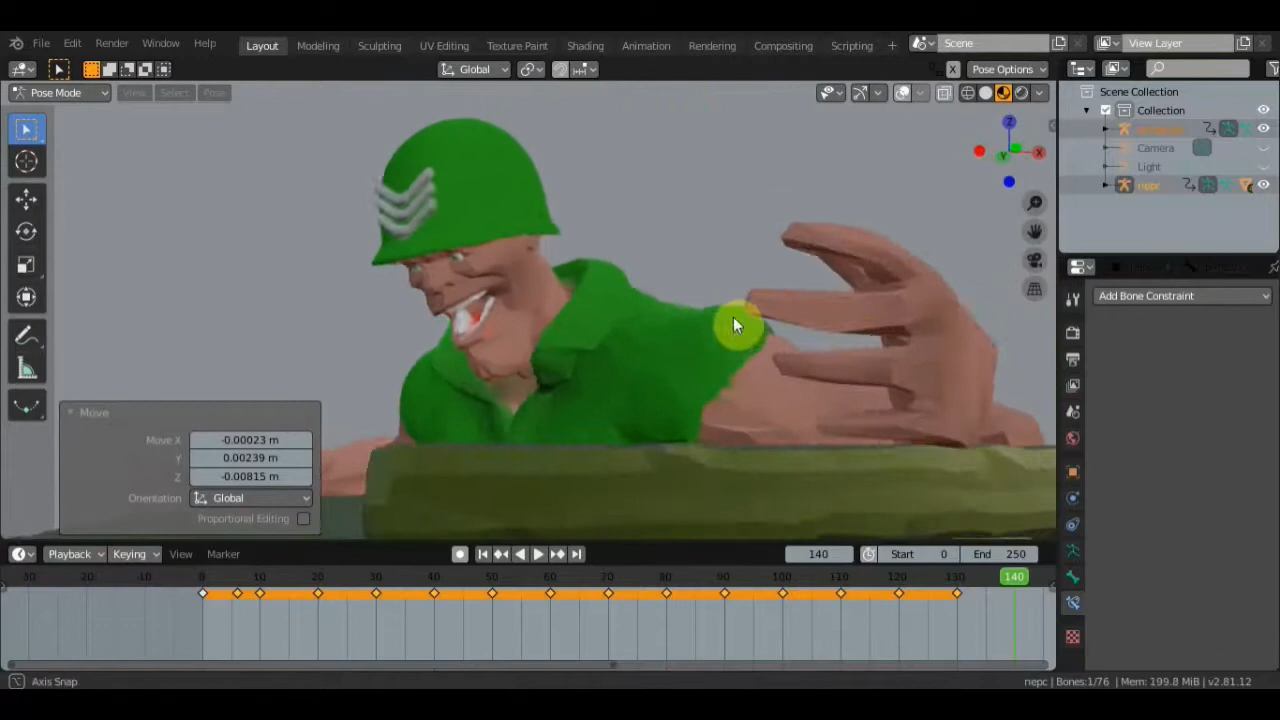 File Edit Render Window Help
Layout Modeling Sculpting UV Editing Texture Paint Shading Animation Rendering Compositing Scripting
Scene
View Layer
Global
X
Pose Options
Pose Mode
View Select Pose
Scene Collection
Collection
Camera
Light
nepc
Z
X
Y
Add Bone Constraint
Move
Move X -0.00023 m
Y 0.00239 m
Z -0.00815 m
Orientation Global
Proportional Editing
Playback Keying View Marker
140
Start 0
End 250
30 20 -10 0 10 20 30 40 50 60 70 80 90 100 110 120 130 140
Axis Snap
nepc | Bones:1/76 | Mem: 199.8 MiB | v2.81.12